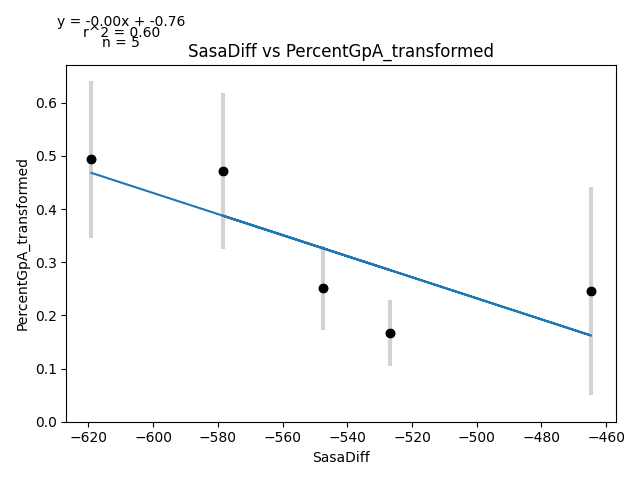 y = -0.00x + -0.76
r^2 = 0.60
n = 5
SasaDiff vs PercentGpA_transformed
PercentGpA_transformed
0.6
0.5
0.4
0.3
0.2
0.1
0.0
−620 −600 −580 −560 −540 −520 −500 −480 −460
SasaDiff